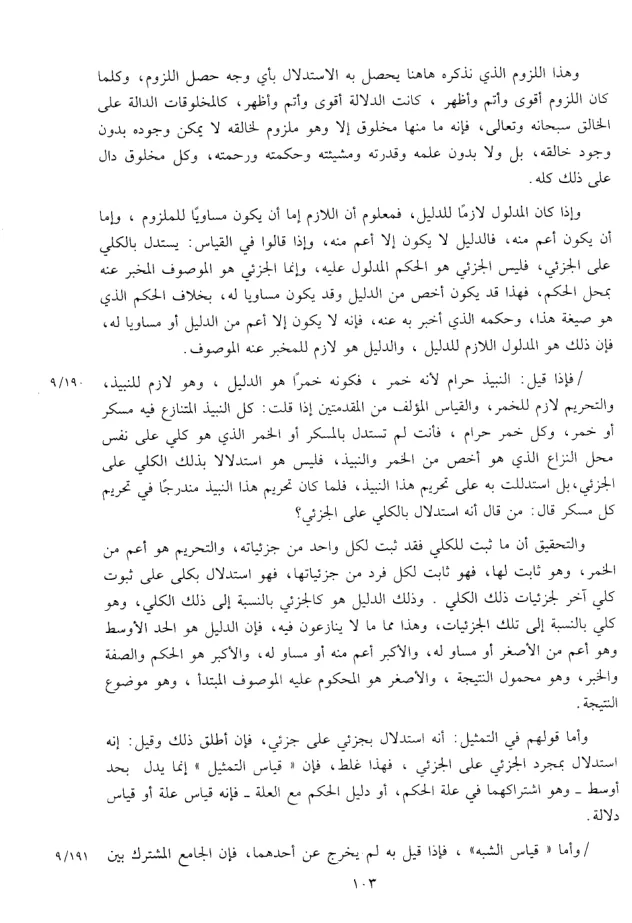 وهذا اللزوم الذي نذكره هاهنا يحصل به الاستدلال بأي وجه حصل اللزوم، وكلما
كان اللزوم أقوى وأتم وأظهر ، كانت الدلالة أقوى وأتم وأظهر، كالمخلوقات الدالة على
الخالق سبحانه وتعالى، فإنه ما منها مخلوق إلا وهو ملزوم لخالقه لا يمكن وجوده بدون
وجود خالقه، بل ولا بدون علمه وقدرته ومشيئته وحكمته ورحمته، وكل مخلوق دال
على ذلك كله.
وإذا كان المدلول لازمًا للدليل، فمعلوم أن اللازم إما أن يكون مساويًا للملزوم ، وإما
أن يكون أعم منه، فالدليل لا يكون إلا أعم منه، وإذا قالوا في القياس: يستدل بالكلي
على الجزئي، فليس الجزئي هو الحكم المدلول عليه، وإنما الجزئي هو الموصوف المخبر عنه
بمحل الحكم، فهذا قد يكون أخص من الدليل وقد يكون مساويا له، بخلاف الحكم الذي
هو صيغة هذا، وحكمه الذي أخبر به عنه، فإنه لا يكون إلا أعم من الدليل أو مساويا له،
فإن ذلك هو المدلول اللازم للدليل ، والدليل هو لازم للمخبر عنه الموصوف.
/ فإذا قيل: النبيذ حرام لأنه خمر ، فكونه خمرًا هو الدليل ، وهو لازم للنبيذ، ٩/١٩٠
والتحريم لازم للخمر، والقياس المؤلف من المقدمتين إذا قلت: كل النبيذ المتنازع فيه مسكر
أو خمر، وكل خمر حرام ، فأنت لم تستدل بالمسكر أو الخمر الذي هو كلي على نفس
محل النزاع الذي هو أخص من الخمر والنبيذ، فليس هو استدلالا بذلك الكلي على
الجزئي،بل استدللت به على تحريم هذا النبيذ، فلما كان تحريم هذا النبيذ مندرجًا في تحريم
كل مسكر قال: من قال أنه استدلال بالكلي على الجزئي؟
والتحقيق أن ما ثبت للكلي فقد ثبت لكل واحد من جزئياته، والتحريم هو أعم من
الخمر، وهو ثابت لها، فهو ثابت لكل فرد من جزئياتها، فهو استدلال بكلى على ثبوت
كلي آخر لجزئيات ذلك الكلي . وذلك الدليل هو كالجزئي بالنسبة إلى ذلك الكلي، وهو
كلي بالنسبة إلى تلك الجزئيات، وهذا مما ما لا ينازعون فيه، فإن الدليل هو الحد الأوسط
وهو أعم من الأصغر أو مساو له، والأكبر أعم منه أو مساو له، والأكبر هو الحكم والصفة
والخبر، وهو محمول النتيجة ، والأصغر هو المحكوم عليه الموصوف المبتدأ ، وهو موضوع
النتيجة.
وأما قولهم في التمثيل: أنه استدلال بجزئي على جزئي، فإن أطلق ذلك وقيل: إنه
استدلال بمجرد الجزئي على الجزئي ، فهذا غلط، فإن « قياس التمثيل » إنما يدل بحد
أوسط ــ وهو اشتراكهما في علة الحكم، أو دليل الحكم مع العلة ــ فإنه قياس علة أو قياس
دلالة.
/ وأما « قياس الشبه» ، فإذا قيل به لم يخرج عن أحدهما، فإن الجامع المشترك بين ٩/١٩١
١٠٣